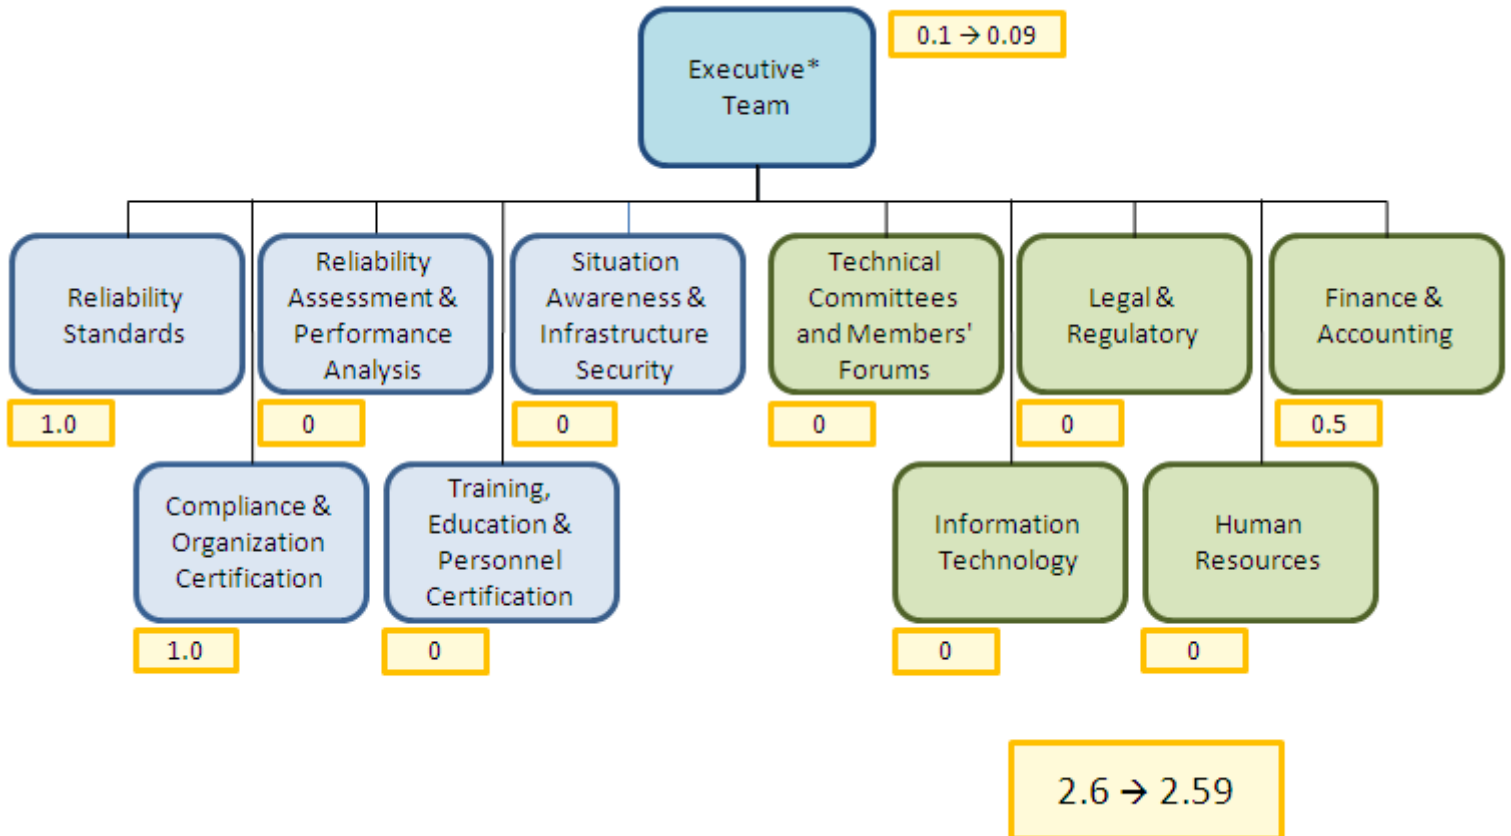 Executive*
Team
0.1 → 0.09
Reliability
Standards
1.0
Reliability
Assessment &
Performance
Analysis
0
Situation
Awareness &
Infrastructure
Security
0
Technical
Committees
and Members'
Forums
0
Legal &
Regulatory
0
Finance &
Accounting
0.5
Compliance &
Organization
Certification
1.0
Training,
Education &
Personnel
Certification
0
Information
Technology
0
Human
Resources
0
2.6 → 2.59